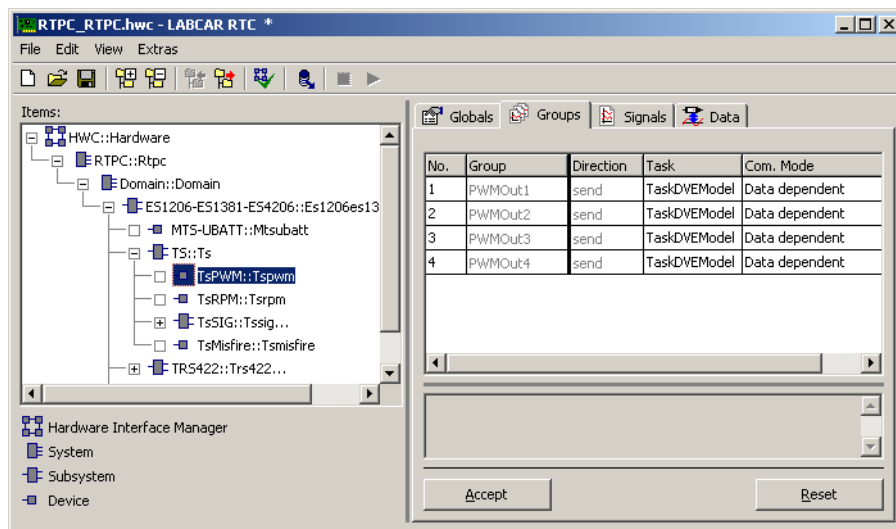 RTPC_RTPC.hwc - LABCAR RTC *
File Edit View Extras
Items:
HWC::Hardware
RTPC::Rtpc
Domain::Domain
ES1206-ES1381-ES4206::Es1206es13
MTS-UBATT::Mtsubatt
TS::Ts
TsPWM::Tspwm
TsRPM::Tsrpm
TsSIG::Tssig...
TsMisfire::Tsmisfire
TRS422::Trs422...
Hardware Interface Manager
System
Subsystem
Device
Globals Groups Signals Data
No. Group Direction Task Com. Mode
1 PWMOut1 send TaskDVEModel Data dependent
2 PWMOut2 send TaskDVEModel Data dependent
3 PWMOut3 send TaskDVEModel Data dependent
4 PWMOut4 send TaskDVEModel Data dependent
Accept Reset